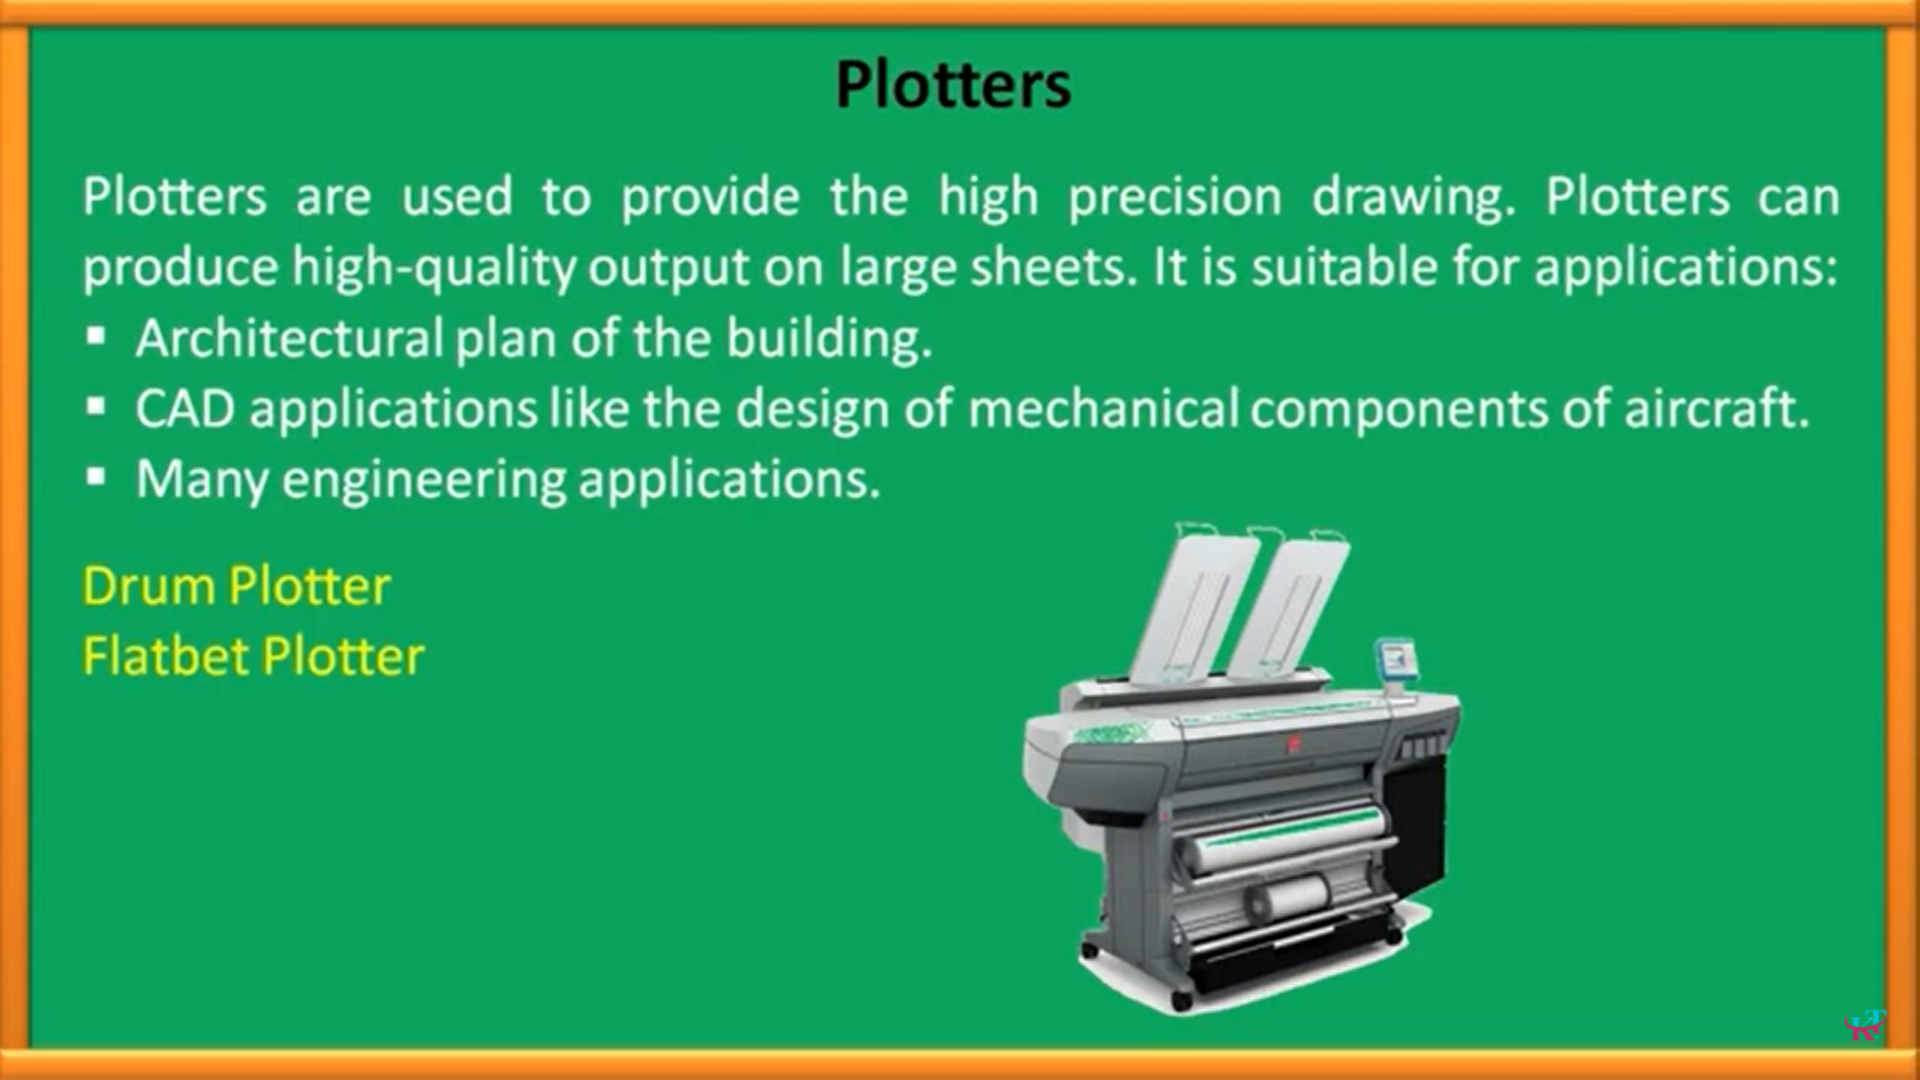 Plotters
Plotters are used to provide the high precision drawing. Plotters can
produce high-quality output on large sheets. It is suitable for applications:
▪ Architectural plan of the building.
▪ CAD applications like the design of mechanical components of aircraft.
▪ Many engineering applications.
Drum Plotter
Flatbet Plotter